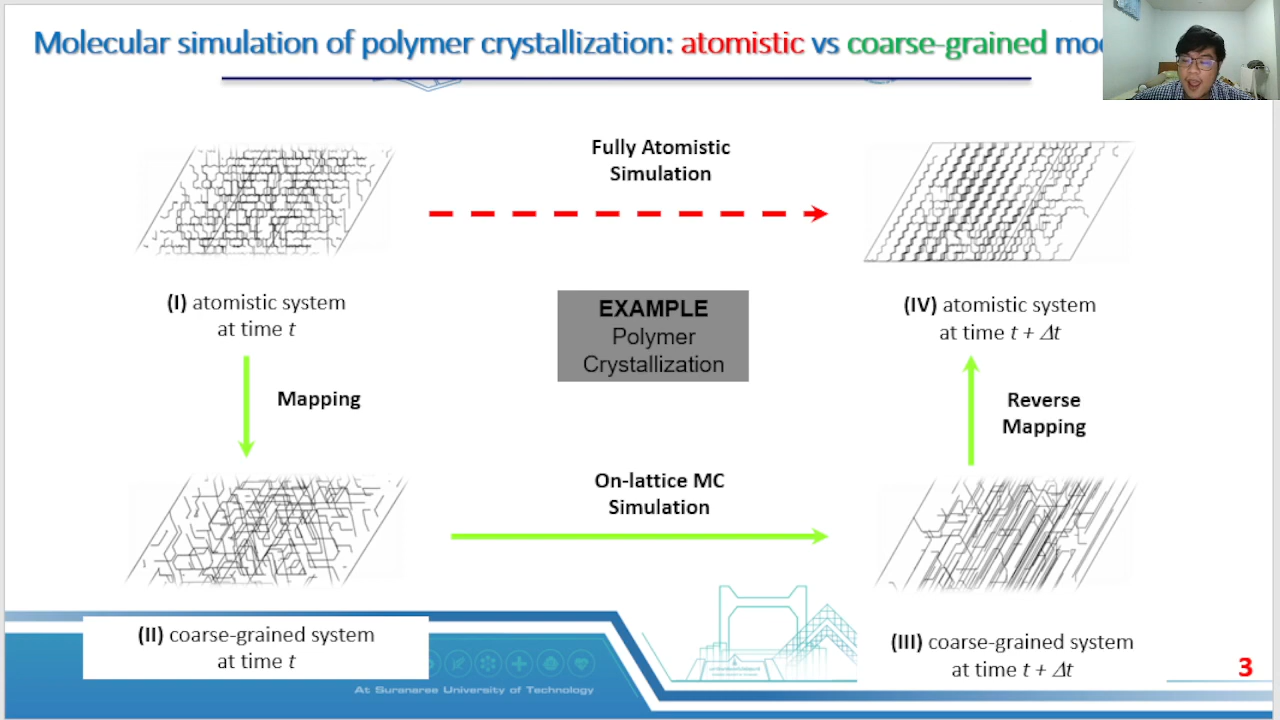 Molecular simulation of polymer crystallization: atomistic vs coarse-grained
Fully Atomistic
Simulation
(I) atomistic system
at time t
EXAMPLE
Polymer
Crystallization
(IV) atomistic system
at time t + Δt
Mapping
Reverse
Mapping
On-lattice MC
Simulation
(II) coarse-grained system
at time t
(III) coarse-grained system
at time t + Δt
At Suranaree University of Technology
3